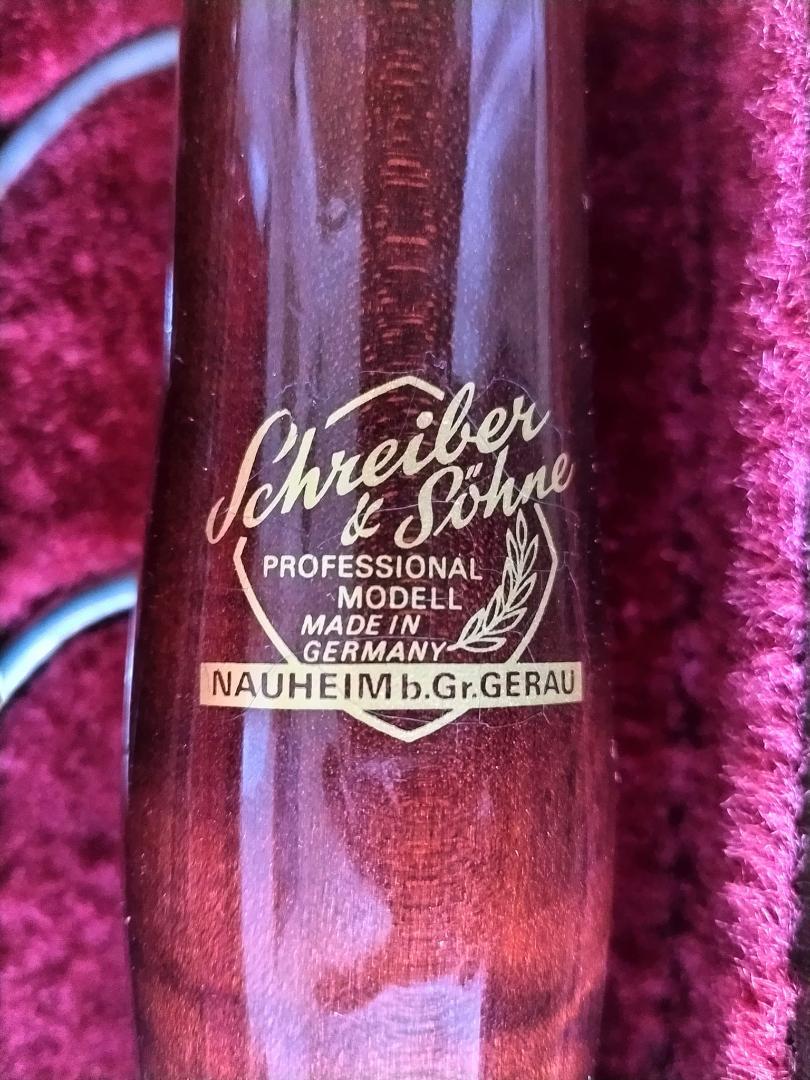 Schreiber
& Söhne
PROFESSIONAL
MODELL
MADE IN
GERMANY
NAUHEIM b.Gr.GERAU